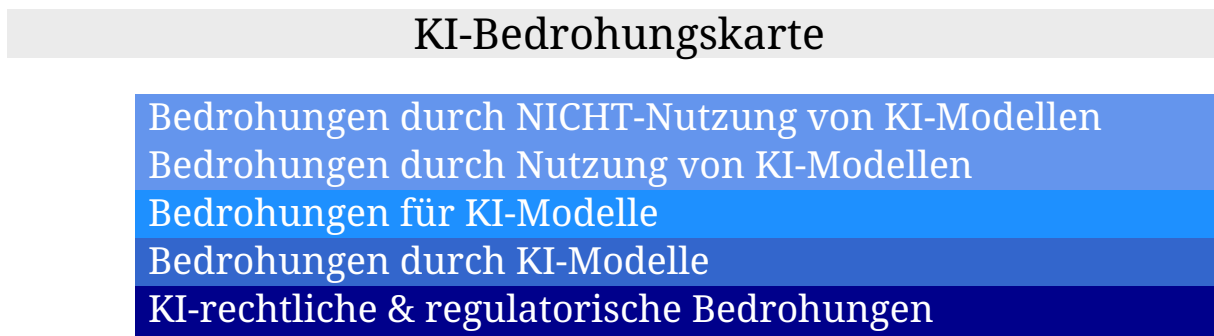 KI-Bedrohungskarte
Bedrohungen durch NICHT-Nutzung von KI-Modellen
Bedrohungen durch Nutzung von KI-Modellen
Bedrohungen für KI-Modelle
Bedrohungen durch KI-Modelle
KI-rechtliche & regulatorische Bedrohungen